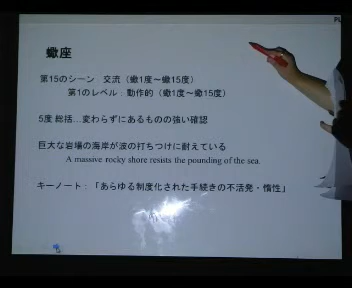 蠍座
第15のシーン : 交流（蠍1度～蠍15度）
第1のレベル : 動作的（蠍1度～蠍15度）
5度 総括…変わらずにあるものの強い確認
巨大な岩場の海岸が波の打ちつけに耐えている
A massive rocky shore resists the pounding of the sea.
キーノート : 「あらゆる制度化された手続きの不活発・惰性」